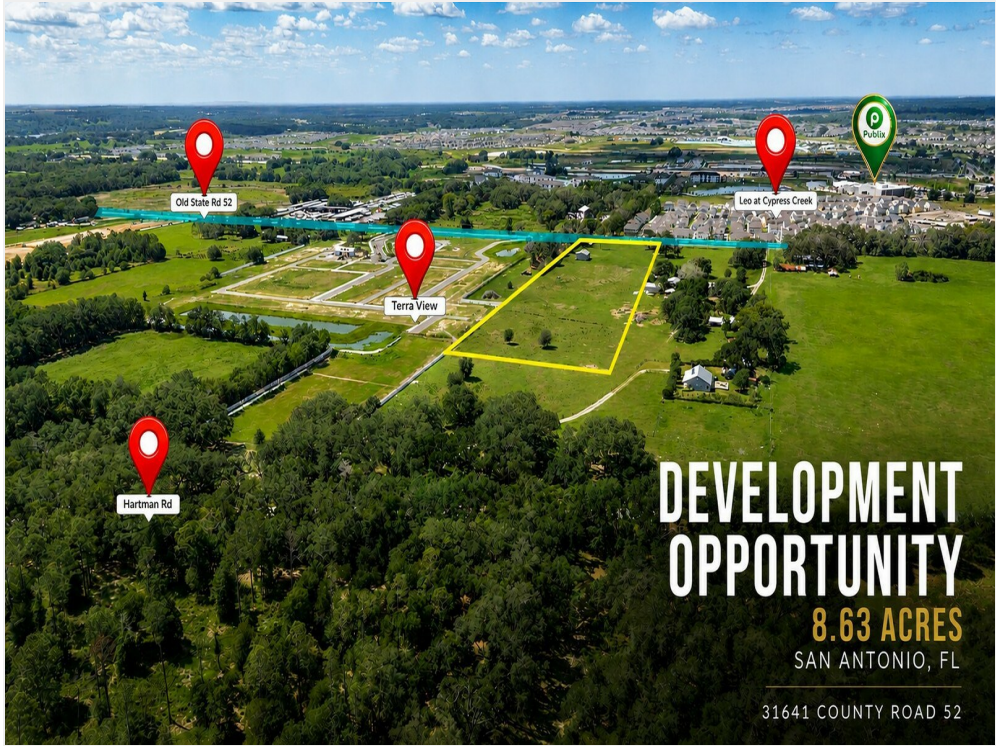 Publix
Old State Rd 52
Leo at Cypress Creek
Terra View
Hartman Rd
DEVELOPMENT
OPPORTUNITY
8.63 ACRES
SAN ANTONIO, FL
31641 COUNTY ROAD 52